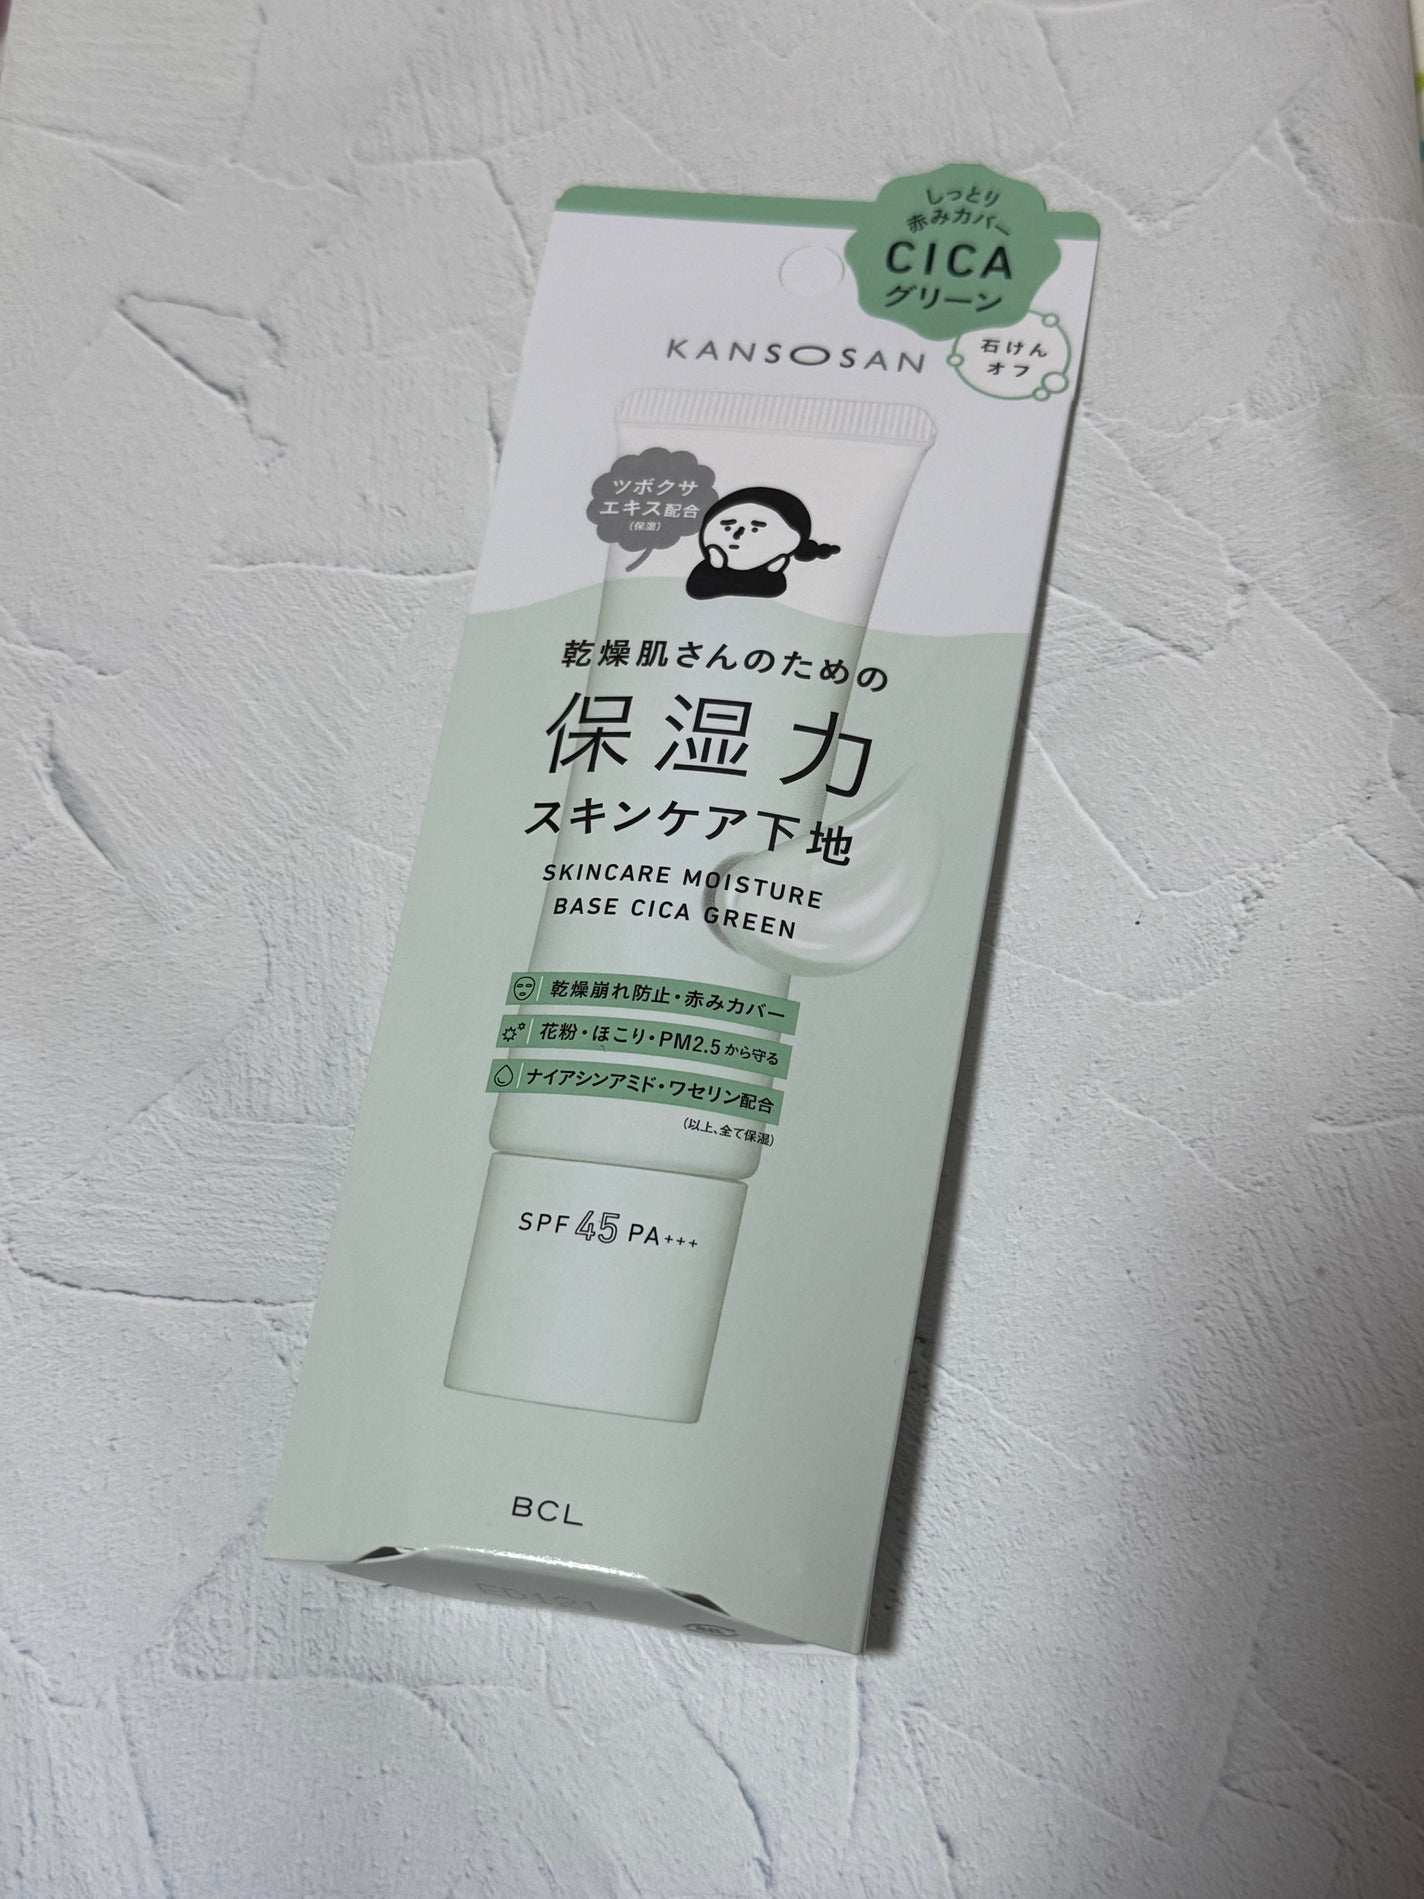 しっとり
赤みカバー
CICA
グリーン
石けん
オフ
KANSOSAN
ツボクサ
エキス配合
(保湿)
乾燥肌さんのための
保湿力
スキンケア下地
SKINCARE MOISTURE
BASE CICA GREEN
乾燥崩れ防止・赤みカバー
花粉・ほこり・PM2.5から守る
ナイアシンアミド・ワセリン配合
(以上、全て保湿)
SPF 45 PA+++
BCL